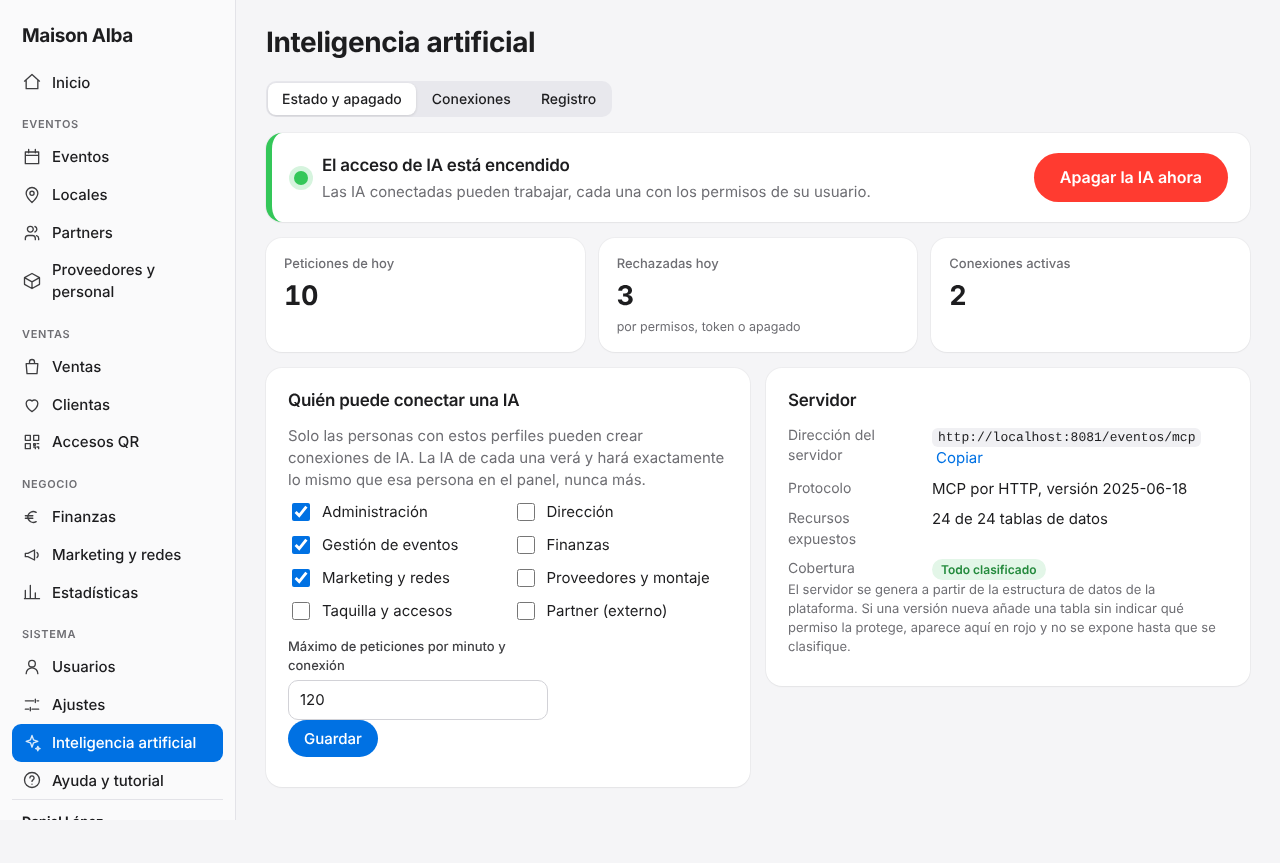 Maison Alba
Inicio
EVENTOS
Eventos
Locales
Partners
Proveedores y
personal
VENTAS
Ventas
Clientas
Accesos QR
NEGOCIO
Finanzas
Marketing y redes
Estadísticas
SISTEMA
Usuarios
Ajustes
Inteligencia artificial
Ayuda y tutorial
Daniel López
Inteligencia artificial
Estado y apagado
Conexiones
Registro
El acceso de IA está encendido
Las IA conectadas pueden trabajar, cada una con los permisos de su usuario.
Apagar la IA ahora
Peticiones de hoy
10
Rechazadas hoy
3
por permisos, token o apagado
Conexiones activas
2
Quién puede conectar una IA
Solo las personas con estos perfiles pueden crear
conexiones de IA. La IA de cada una verá y hará exactamente
lo mismo que esa persona en el panel, nunca más.
Administración
Dirección
Gestión de eventos
Finanzas
Marketing y redes
Proveedores y montaje
Taquilla y accesos
Partner (externo)
Máximo de peticiones por minuto y
conexión
120
Guardar
Servidor
Dirección del
servidor
http://localhost:8081/eventos/mcp
Copiar
Protocolo
MCP por HTTP, versión 2025-06-18
Recursos
expuestos
24 de 24 tablas de datos
Cobertura
Todo clasificado
El servidor se genera a partir de la estructura de datos de la
plataforma. Si una versión nueva añade una tabla sin indicar qué
permiso la protege, aparece aquí en rojo y no se expone hasta que se
clasifique.